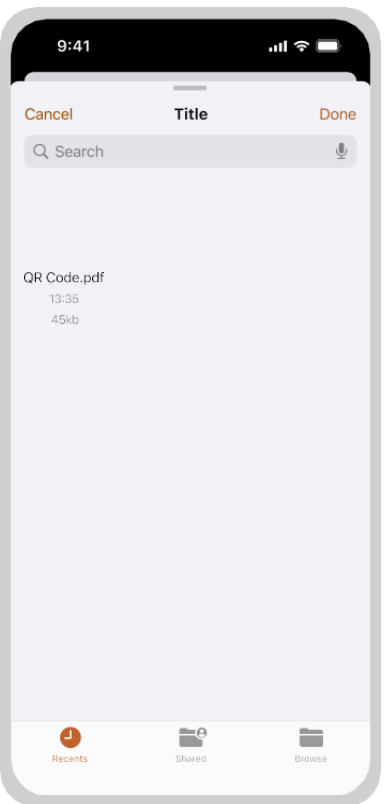 9:41
Cancel Title Done
Search
QR Code.pdf
13:35
45kb
Recents Shared Browse